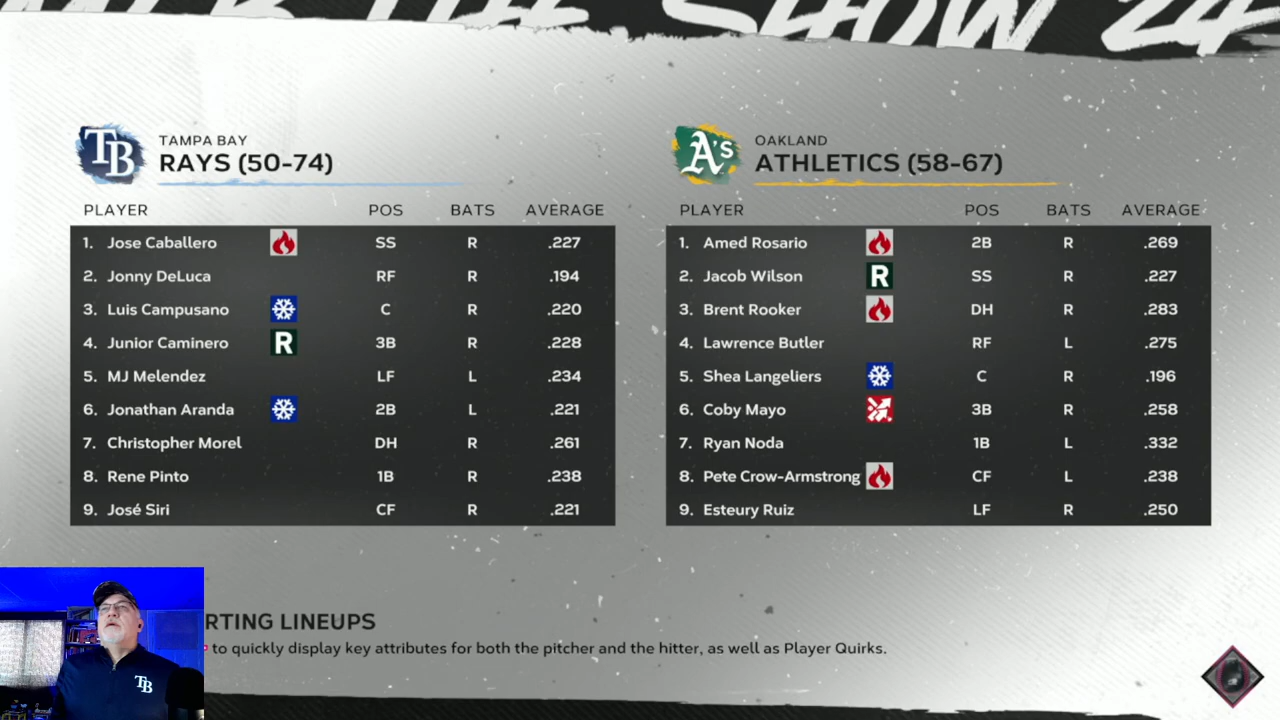 MLB THE SHOW 24
TAMPA BAY
RAYS (50-74)
PLAYER POS BATS AVERAGE
1. Jose Caballero SS R .227
2. Jonny DeLuca RF R .194
3. Luis Campusano C R .220
4. Junior Caminero R 3B R .228
5. MJ Melendez LF L .234
6. Jonathan Aranda 2B L .221
7. Christopher Morel DH R .261
8. Rene Pinto 1B R .238
9. José Siri CF R .221
A's
OAKLAND
ATHLETICS (58-67)
PLAYER POS BATS AVERAGE
1. Amed Rosario 2B R .269
2. Jacob Wilson R SS R .227
3. Brent Rooker DH R .283
4. Lawrence Butler RF L .275
5. Shea Langeliers C R .196
6. Coby Mayo 3B R .258
7. Ryan Noda 1B L .332
8. Pete Crow-Armstrong CF L .238
9. Esteury Ruiz LF R .250
RTING LINEUPS
to quickly display key attributes for both the pitcher and the hitter, as well as Player Quirks.
TB
TB